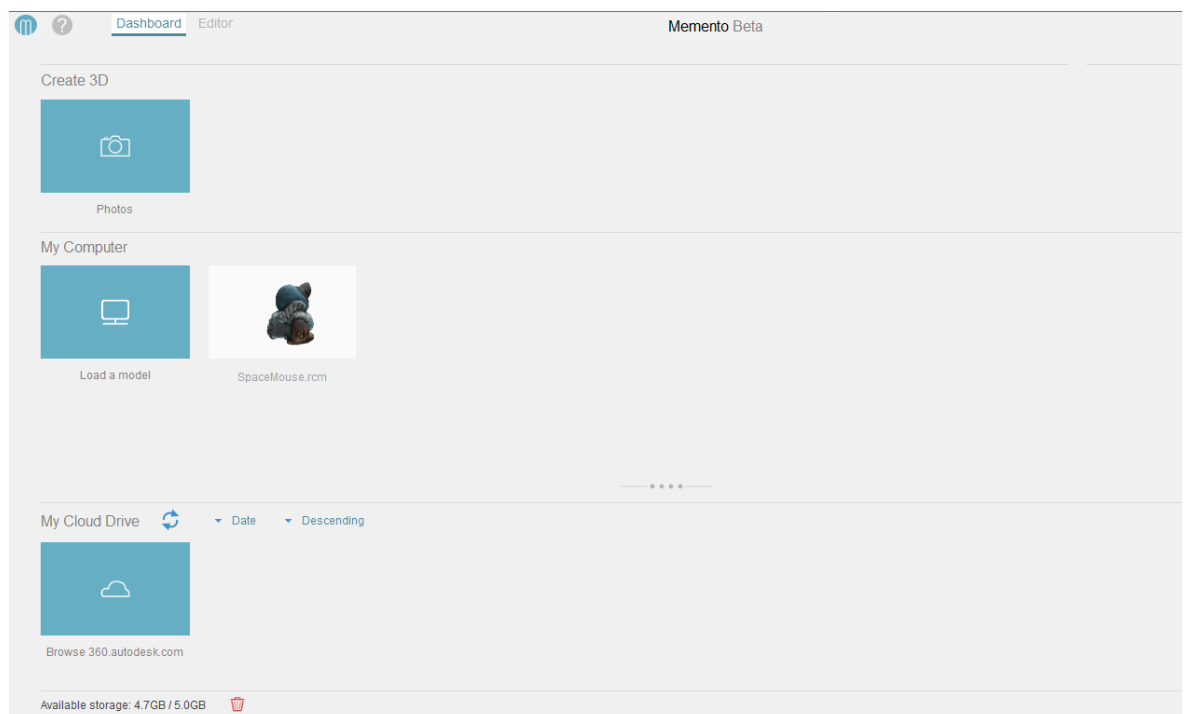 m ? Dashboard Editor Memento Beta
Create 3D
Photos
My Computer
Load a model SpaceMouse.rcm
My Cloud Drive Date Descending
Browse 360.autodesk.com
Available storage: 4.7GB / 5.0GB